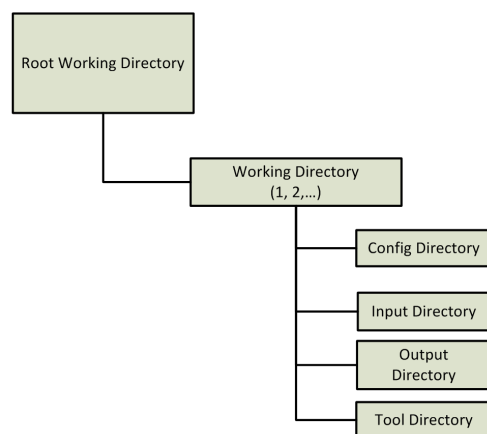 Root Working Directory
Working Directory
(1, 2,...)
Config Directory
Input Directory
Output
Directory
Tool Directory